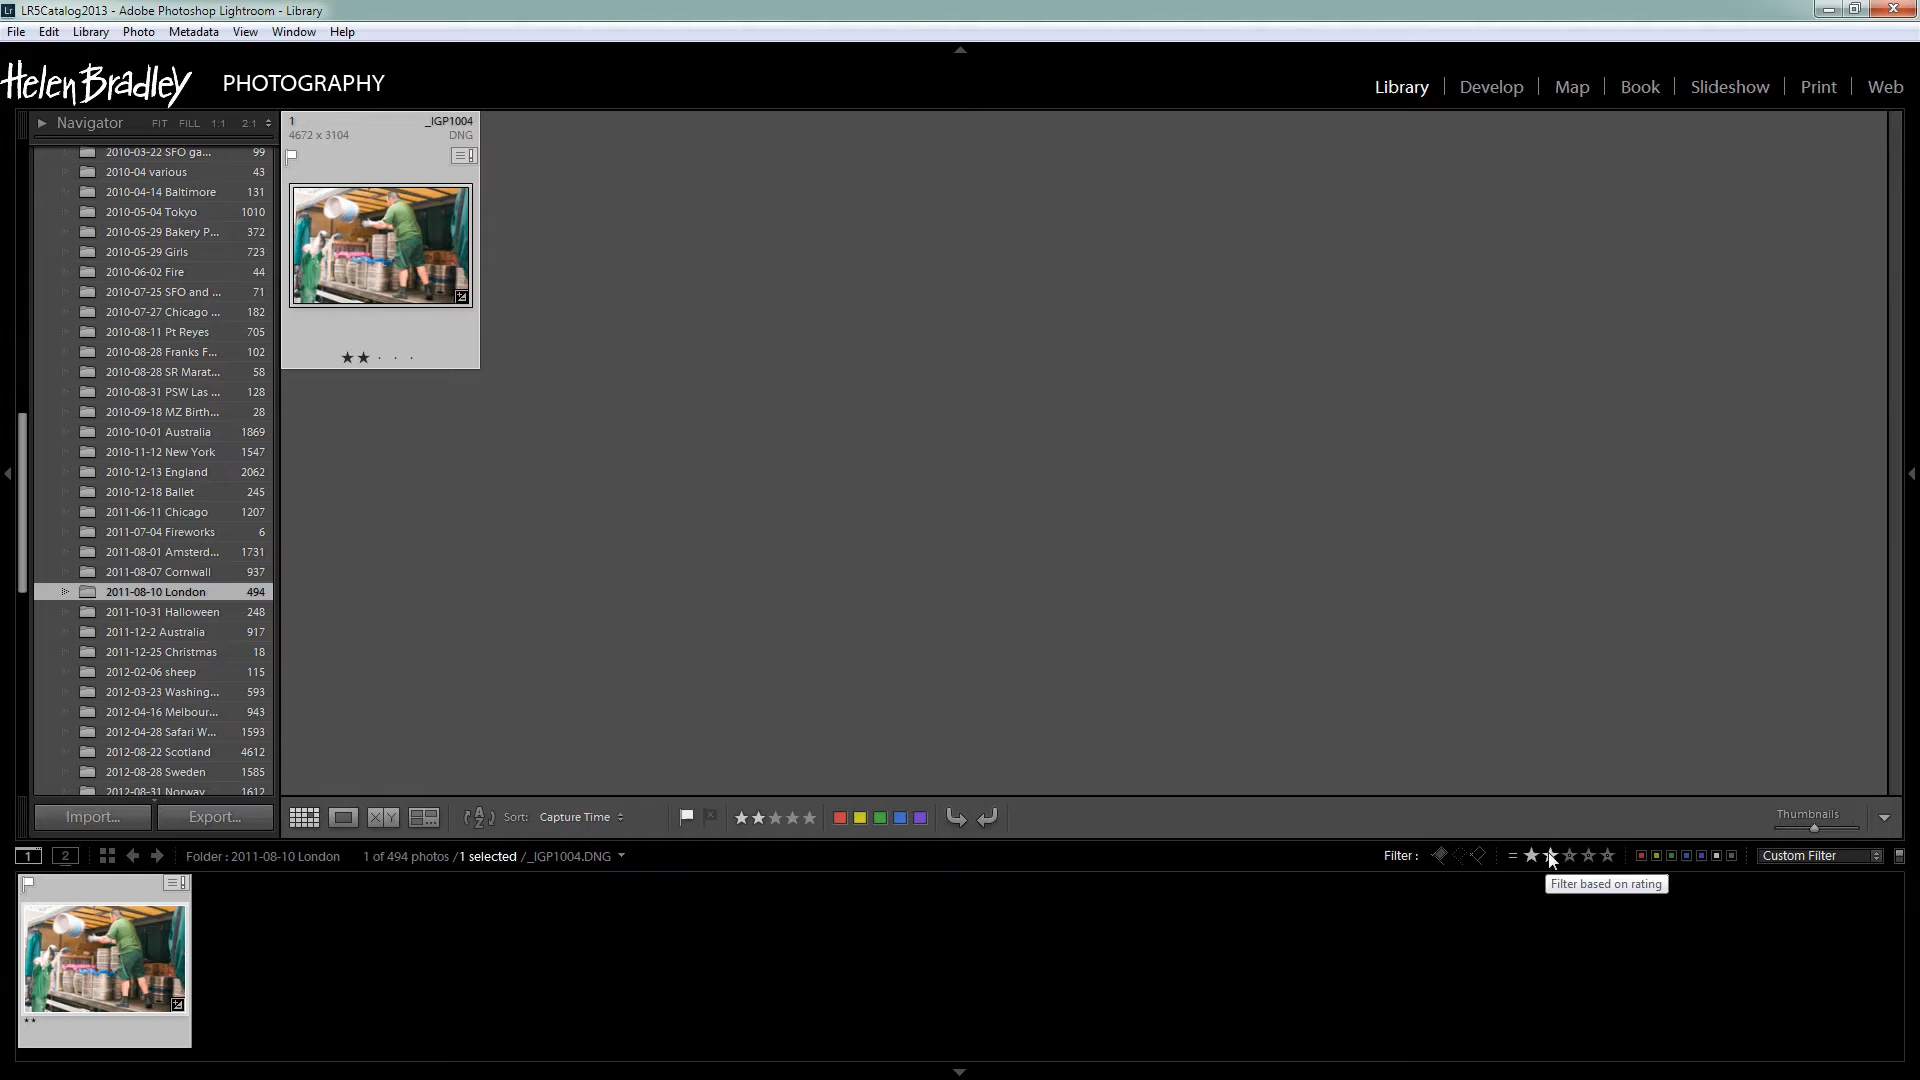 Lr LR5Catalog2013 - Adobe Photoshop Lightroom - Library
File Edit Library Photo Metadata View Window Help
Helen Bradley PHOTOGRAPHY
Library Develop Map Book Slideshow Print Web
Navigator FIT FILL 1:1 2:1
2010-03-22 SFO ga... 99
2010-04 various 43
2010-04-14 Baltimore 131
2010-05-04 Tokyo 1010
2010-05-29 Bakery P... 372
2010-05-29 Girls 723
2010-06-02 Fire 44
2010-07-25 SFO and ... 71
2010-07-27 Chicago ... 182
2010-08-11 Pt Reyes 705
2010-08-28 Franks F... 102
2010-08-28 SR Marat... 58
2010-08-31 PSW Las ... 128
2010-09-18 MZ Birth... 28
2010-10-01 Australia 1869
2010-11-12 New York 1547
2010-12-13 England 2062
2010-12-18 Ballet 245
2011-06-11 Chicago 1207
2011-07-04 Fireworks 6
2011-08-01 Amsterd... 1731
2011-08-07 Cornwall 937
2011-08-10 London 494
2011-10-31 Halloween 248
2011-12-2 Australia 917
2011-12-25 Christmas 18
2012-02-06 sheep 115
2012-03-23 Washing... 593
2012-04-16 Melbour... 943
2012-04-28 Safari W... 1593
2012-08-22 Scotland 4612
2012-08-28 Sweden 1585
2012-08-31 Norway 1612
1 _IGP1004
4672 x 3104 DNG
Import... Export...
X Y
A Z Sort: Capture Time
Thumbnails
1 2 Folder : 2011-08-10 London 1 of 494 photos / 1 selected / _IGP1004.DNG
Filter : = Custom Filter
Filter based on rating